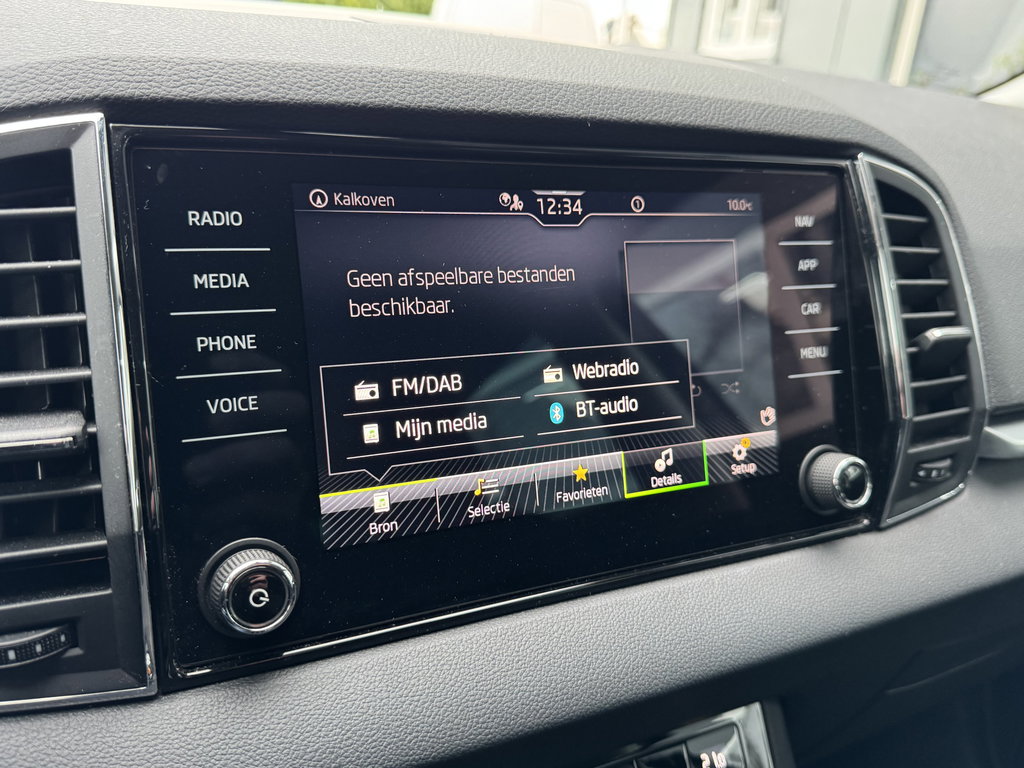 Kalkoven
12:34
1
10.0°C
RADIO
MEDIA
PHONE
VOICE
Geen afspeelbare bestanden
beschikbaar.
FM/DAB
Webradio
Mijn media
BT-audio
Bron
Selectie
Favorieten
Details
Setup
NAV
APP
CAR
MENU